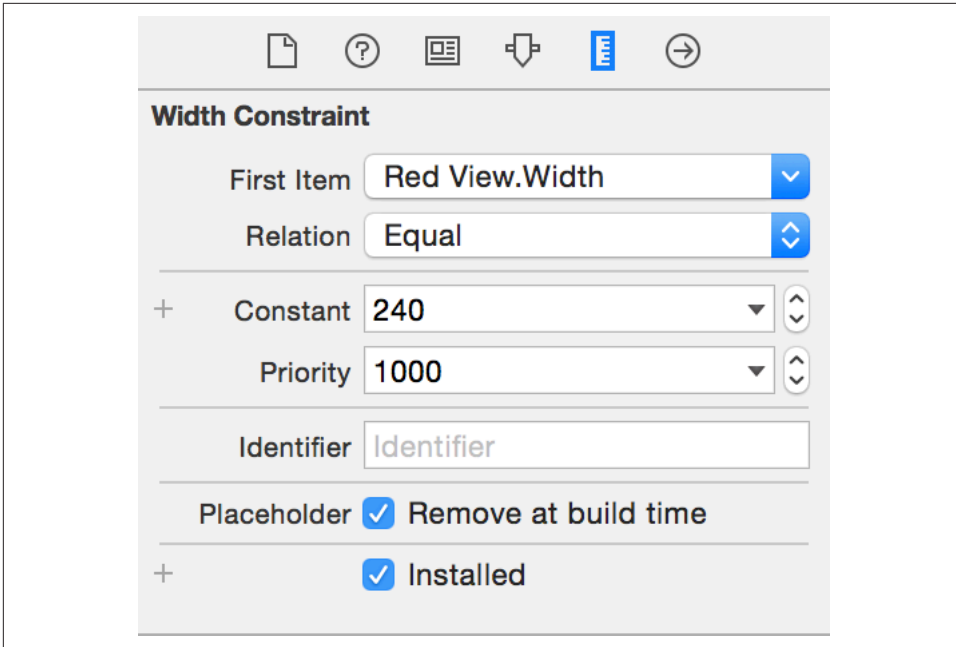 Width Constraint
First Item Red View.Width
Relation Equal
Constant 240
Priority 1000
Identifier Identifier
Placeholder Remove at build time
Installed